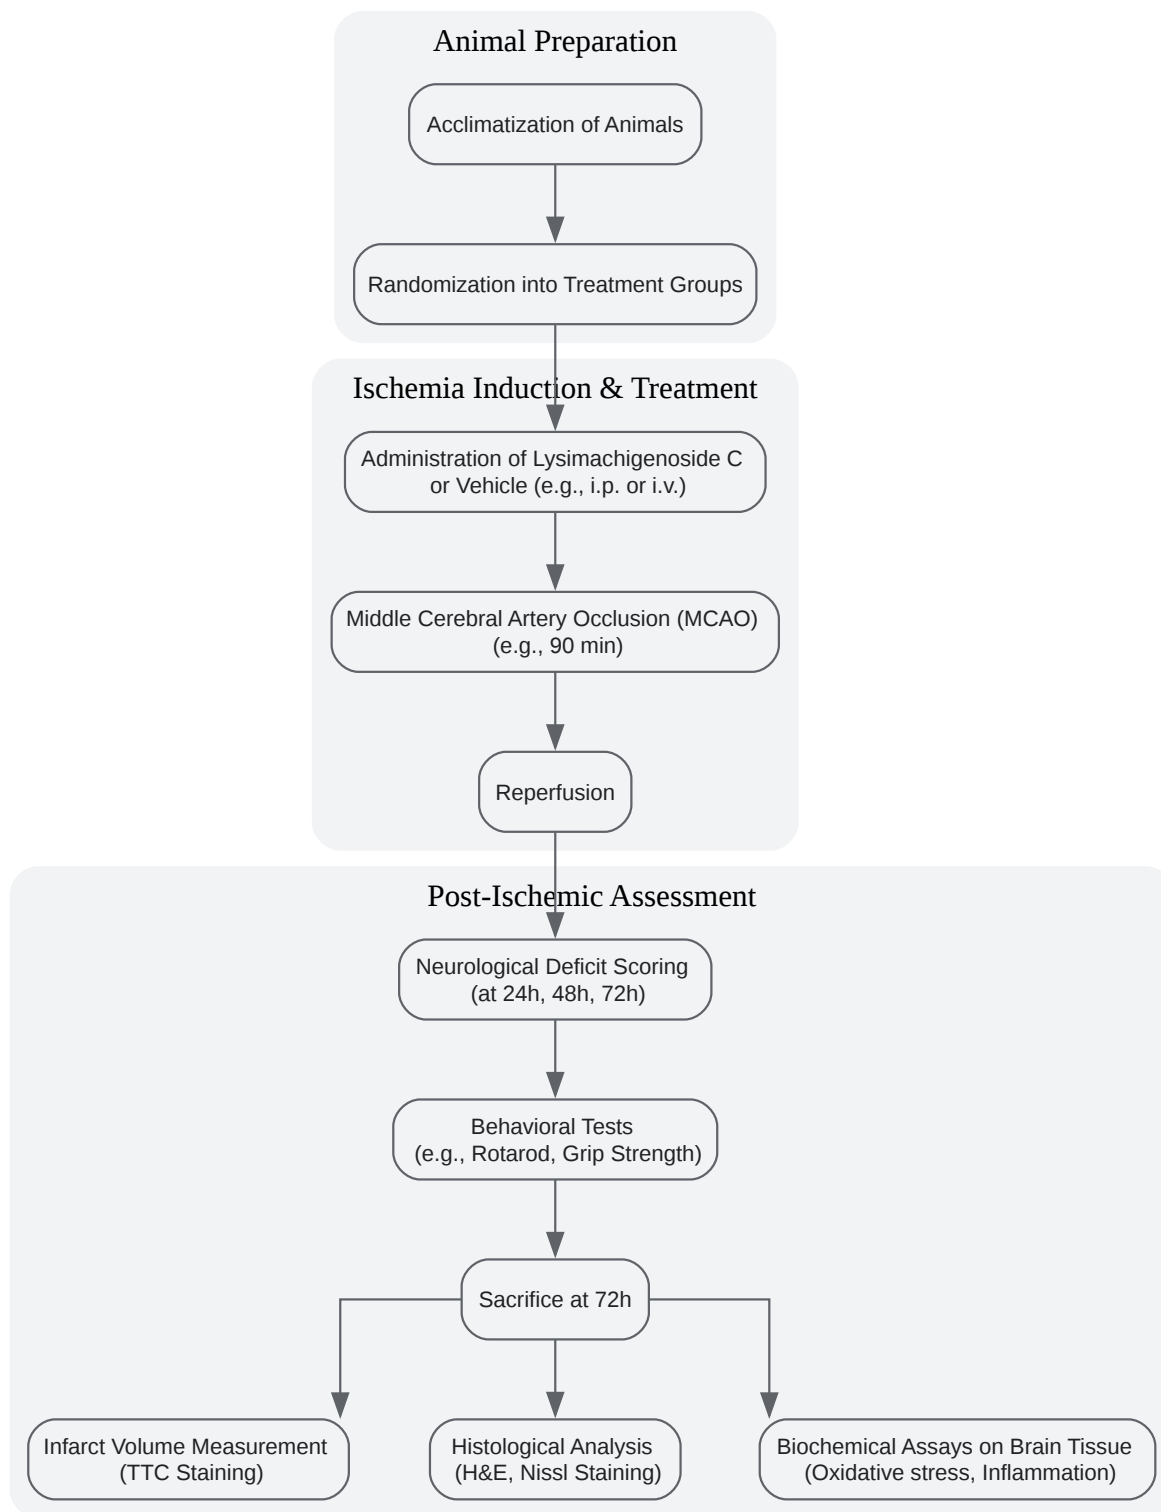 Animal Preparation
Acclimatization of Animals
Randomization into Treatment Groups
Ischemia Induction & Treatment
Administration of Lysimachigenoside C
or Vehicle (e.g., i.p. or i.v.)
Middle Cerebral Artery Occlusion (MCAO)
(e.g., 90 min)
Reperfusion
Post-Ischemic Assessment
Neurological Deficit Scoring
(at 24h, 48h, 72h)
Behavioral Tests
(e.g., Rotarod, Grip Strength)
Sacrifice at 72h
Infarct Volume Measurement
(TTC Staining)
Histological Analysis
(H&E, Nissl Staining)
Biochemical Assays on Brain Tissue
(Oxidative stress, Inflammation)